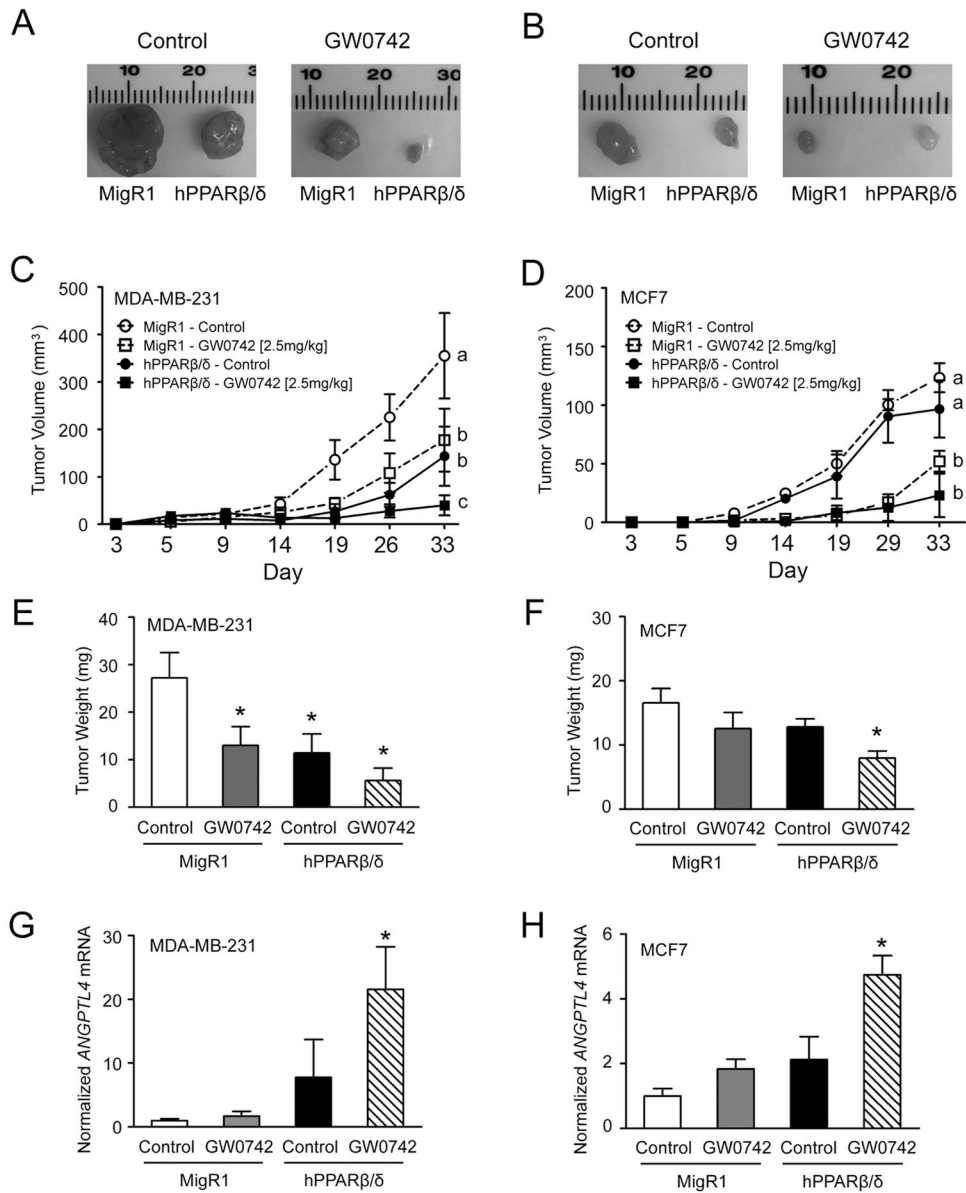 A
Control
GW0742
10 20 3
10 20 30
MigR1 hPPARβ/δ
MigR1 hPPARβ/δ
B
Control
GW0742
10 20
10 20
MigR1 hPPARβ/δ
MigR1 hPPARβ/δ
C
MDA-MB-231
MigR1 - Control
MigR1 - GW0742 [2.5mg/kg]
hPPARβ/δ - Control
hPPARβ/δ - GW0742 [2.5mg/kg]
Tumor Volume (mm³)
500
400
300
200
100
0
a
b
b
c
3 5 9 14 19 26 33
Day
D
MCF7
MigR1 - Control
MigR1 - GW0742 [2.5mg/kg]
hPPARβ/δ - Control
hPPARβ/δ - GW0742 [2.5mg/kg]
Tumor Volume (mm³)
200
150
100
50
0
a
a
b
b
3 5 9 14 19 29 33
Day
E
MDA-MB-231
Tumor Weight (mg)
40
30
20
10
0
* * *
Control GW0742 Control GW0742
MigR1 hPPARβ/δ
F
MCF7
Tumor Weight (mg)
30
20
10
0
*
Control GW0742 Control GW0742
MigR1 hPPARβ/δ
G
MDA-MB-231
Normalized ANGPTL4 mRNA
30
20
10
0
*
Control GW0742 Control GW0742
MigR1 hPPARβ/δ
H
MCF7
Normalized ANGPTL4 mRNA
6
4
2
0
*
Control GW0742 Control GW0742
MigR1 hPPARβ/δ